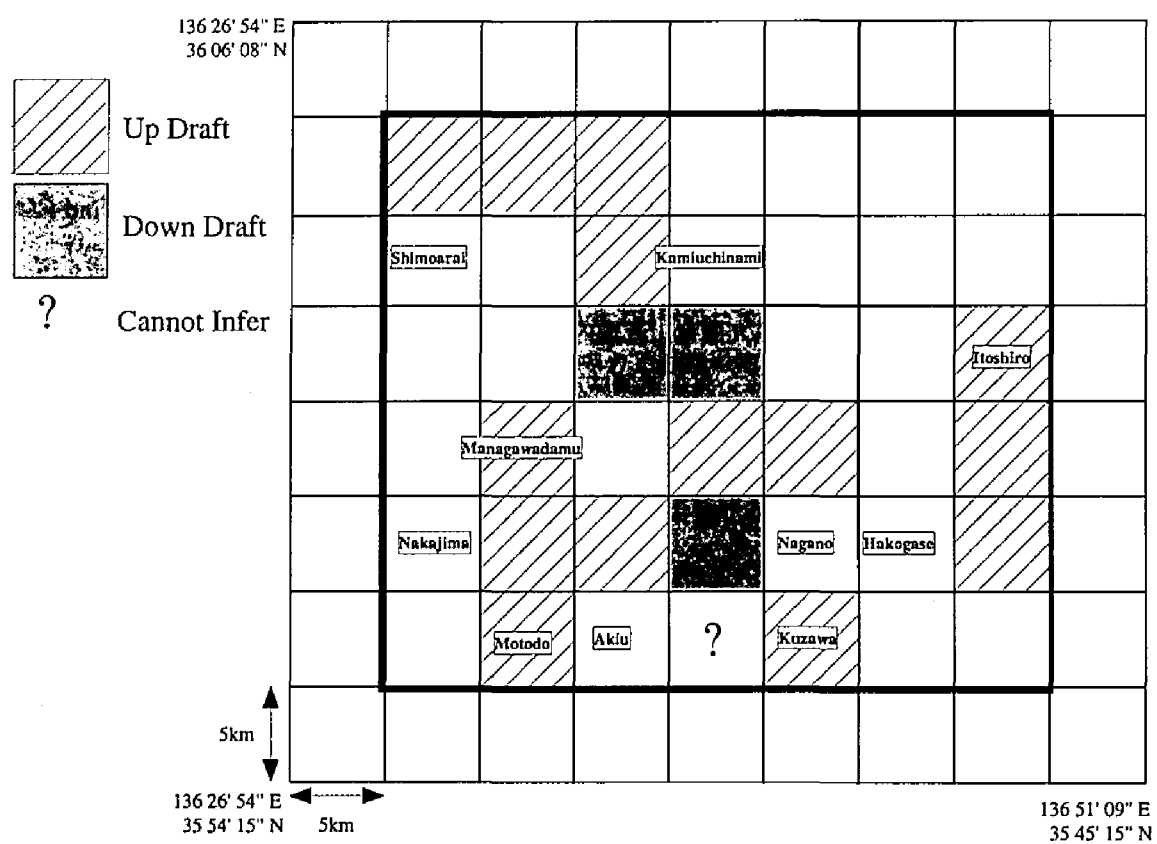 136 26' 54" E
36 06' 08" N
Up Draft
Down Draft
? Cannot Infer
Shimoarai
Kamiuchinami
Itoshiro
Managawadamu
Nakajima
Nagano
Hakogase
Motodo
Akiu
?
Kuzawa
5km
136 26' 54" E
35 54' 15" N
5km
136 51' 09" E
35 45' 15" N